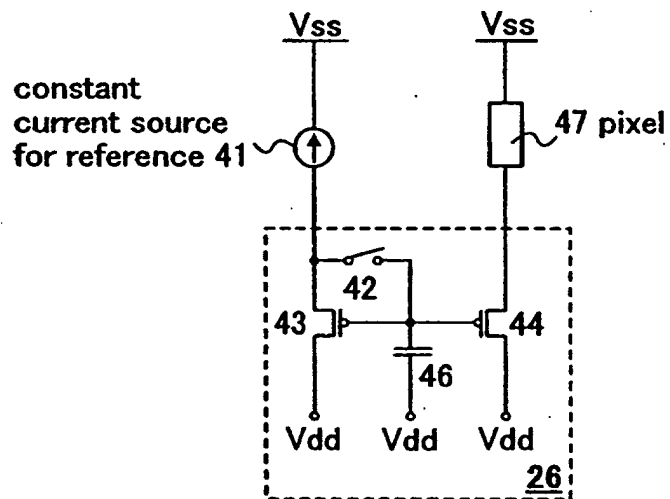 Vss
Vss
constant
current source
for reference 41
47 pixel
42
43
44
46
Vdd
Vdd
Vdd
26